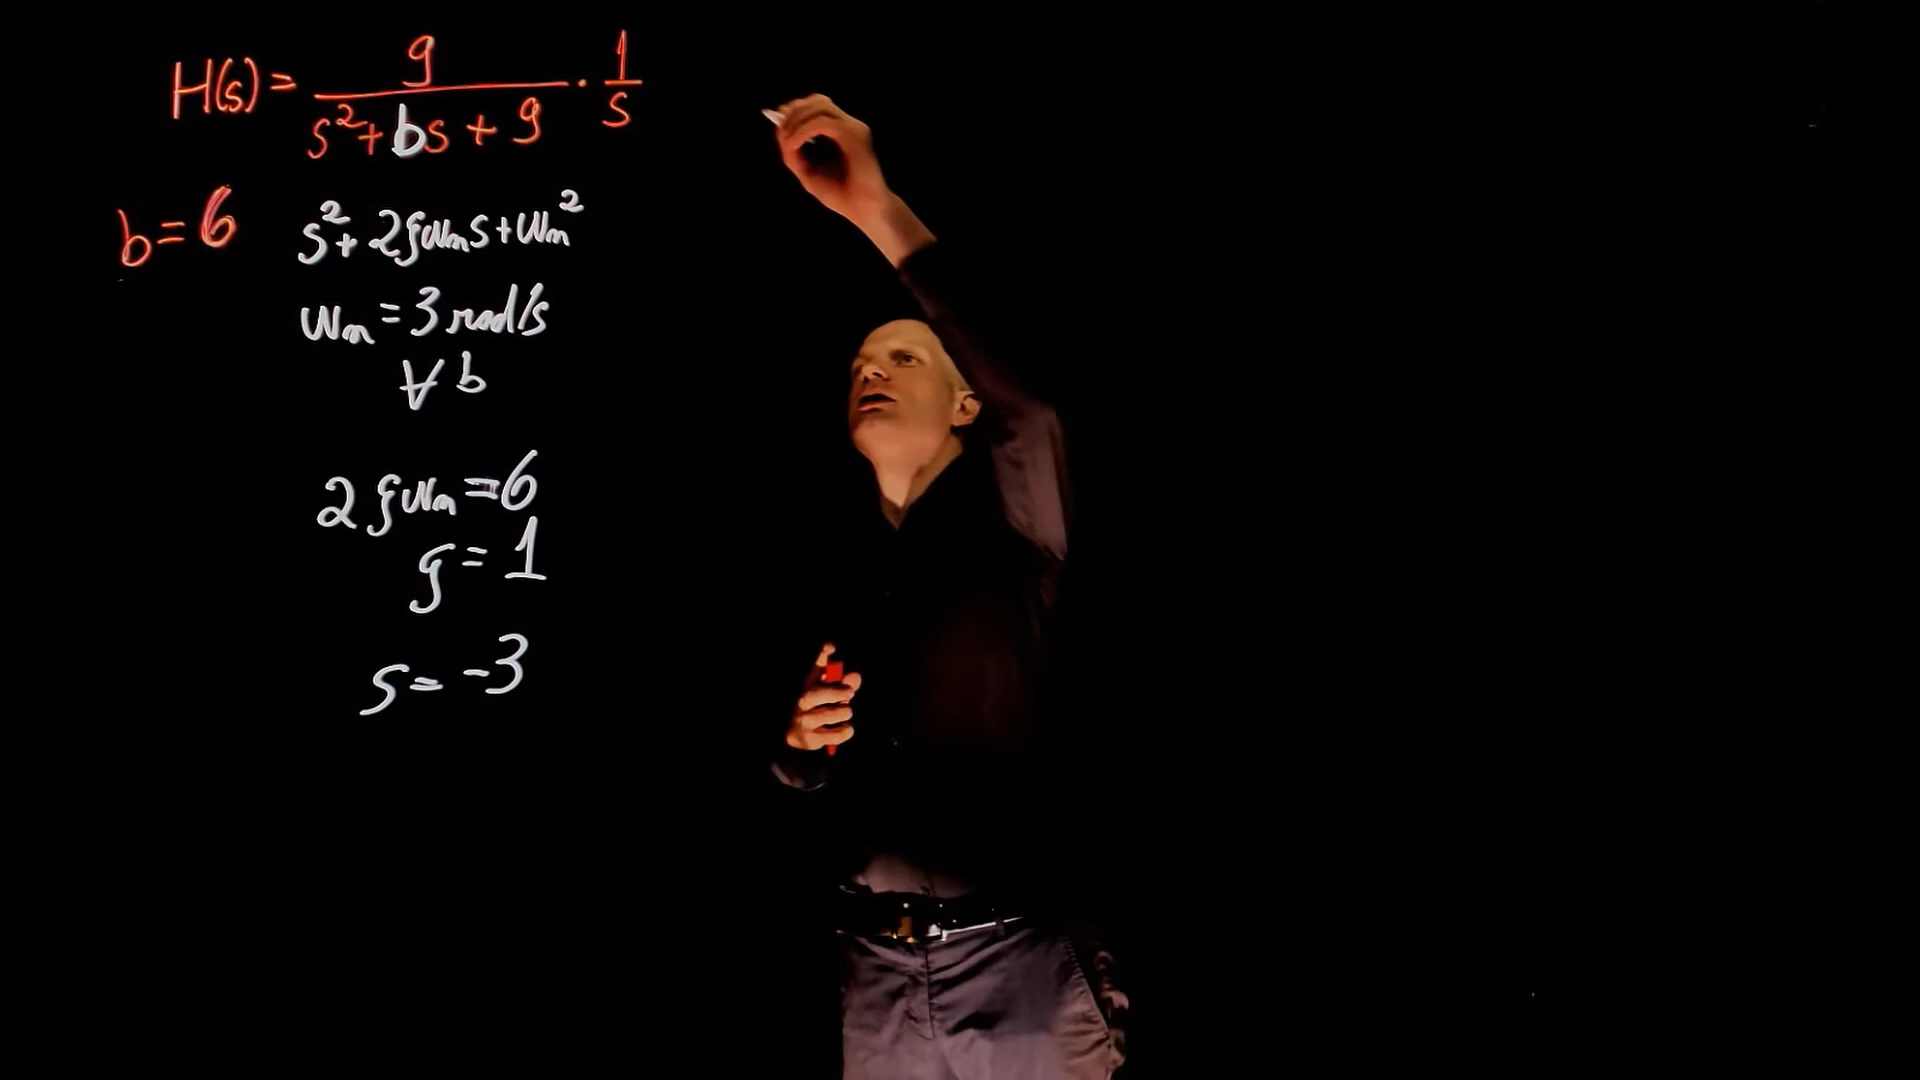 H(s) = 9 / (s² + bs + 9) · 1/s
b = 6
s² + 2ζωₙs + ωₙ²
ωₙ = 3 rad/s
∀ b
2ζωₙ = 6
ζ = 1
s = -3